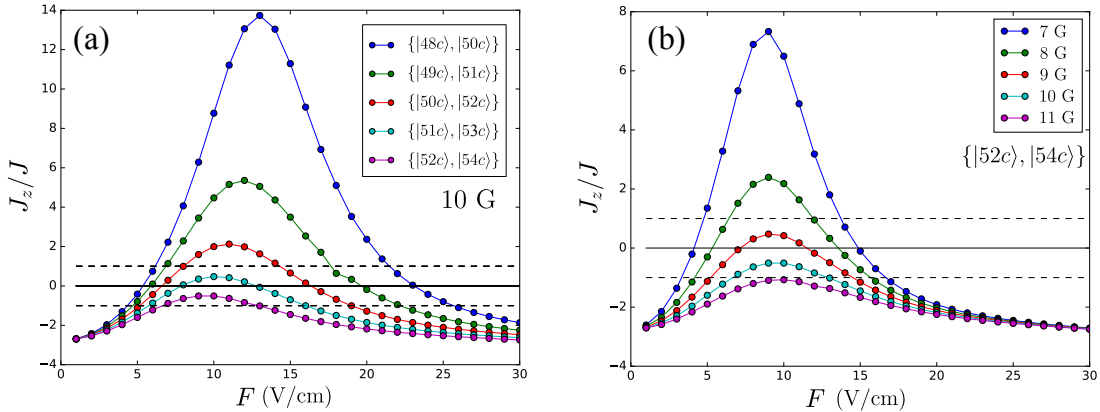 (a)
14
12
10
8
6
4
2
0
−2
−4
J_z/J
{|48c⟩, |50c⟩}
{|49c⟩, |51c⟩}
{|50c⟩, |52c⟩}
{|51c⟩, |53c⟩}
{|52c⟩, |54c⟩}
10 G
0 5 10 15 20 25 30
F (V/cm)
(b)
8
6
4
2
0
−2
−4
J_z/J
7 G
8 G
9 G
10 G
11 G
{|52c⟩, |54c⟩}
0 5 10 15 20 25 30
F (V/cm)